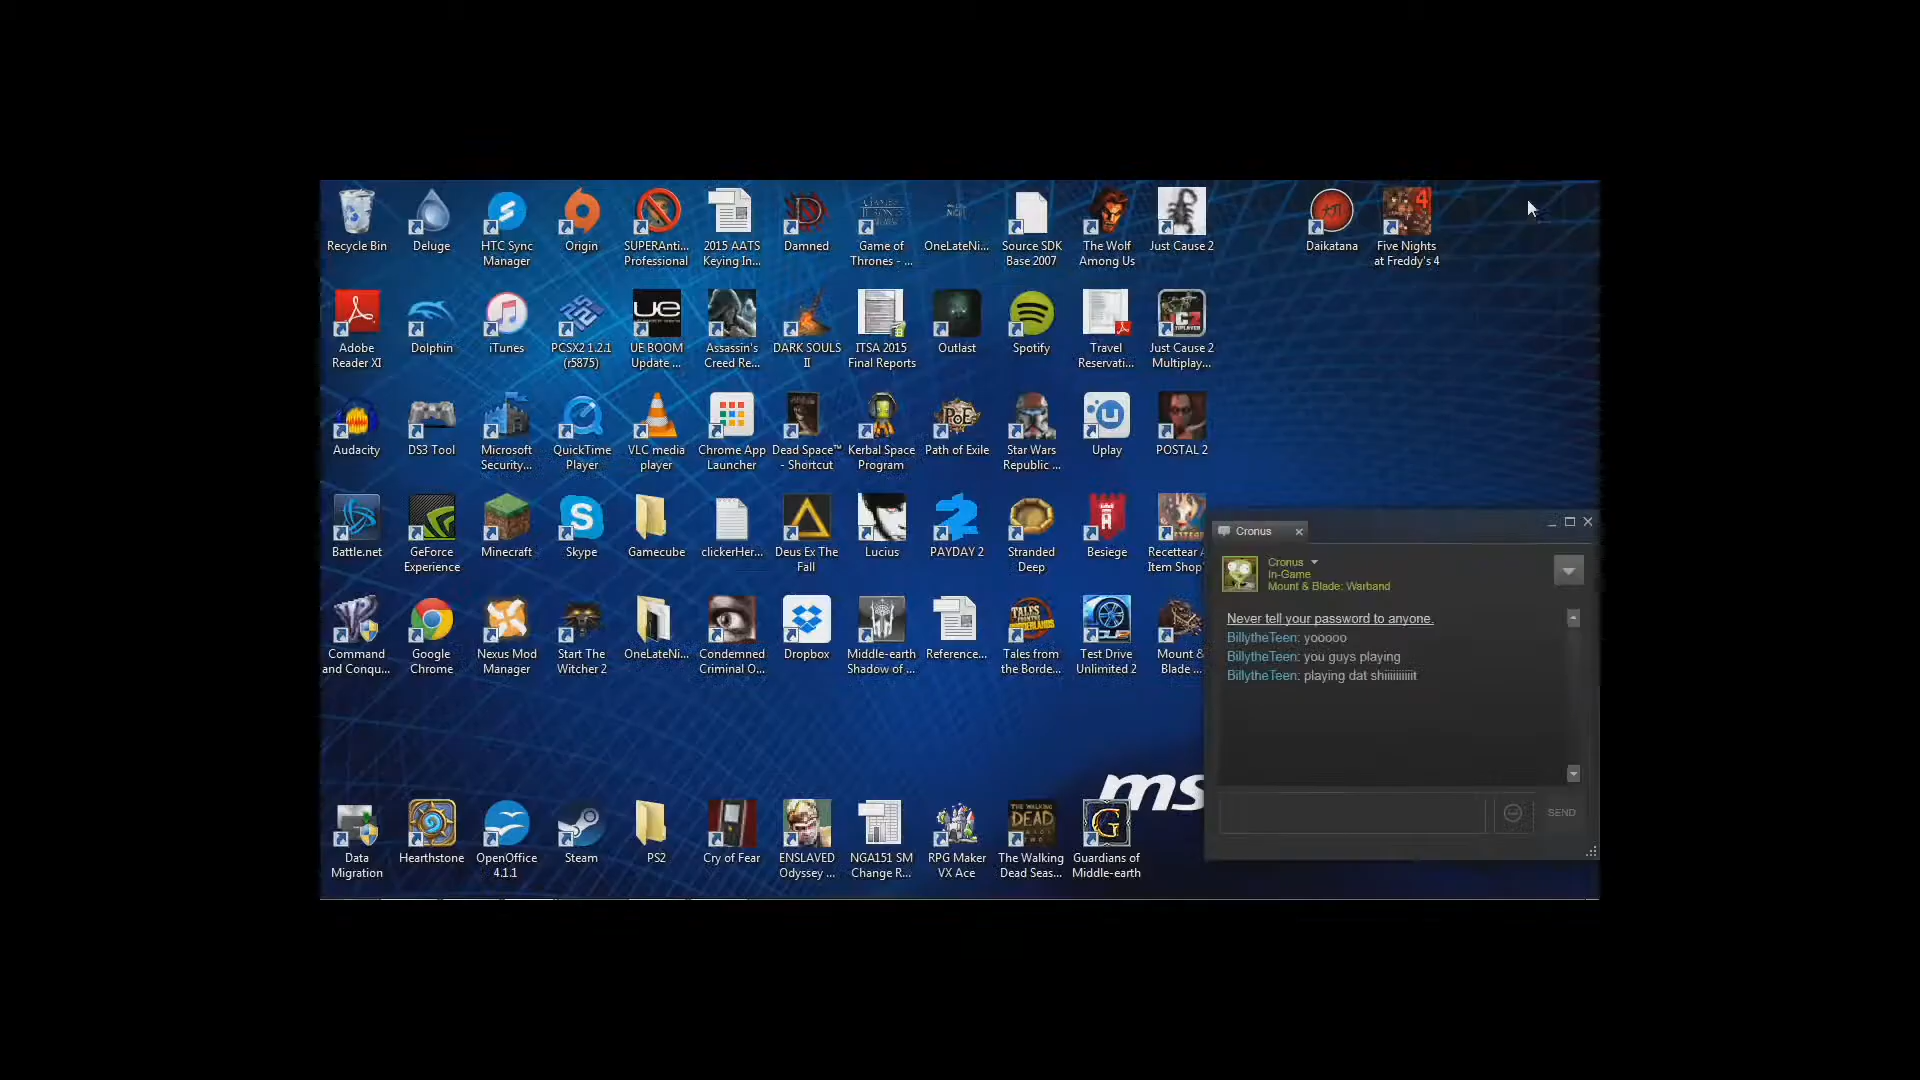 Recycle Bin
Deluge
HTC Sync
Manager
Origin
SUPERAnti...
Professional
2015 AATS
Keying In...
Damned
Game of
Thrones - ...
OneLateNi...
Source SDK
Base 2007
The Wolf
Among Us
Just Cause 2
Daikatana
Five Nights
at Freddy's 4
Adobe
Reader XI
Dolphin
iTunes
PCSX2 1.2.1
(r5875)
UE BOOM
Update ...
Assassin's
Creed Re...
DARK SOULS
II
ITSA 2015
Final Reports
Outlast
Spotify
Travel
Reservati...
Just Cause 2
Multiplay...
Audacity
DS3 Tool
Microsoft
Security...
QuickTime
Player
VLC media
player
Chrome App
Launcher
Dead Space™
- Shortcut
Kerbal Space
Program
Path of Exile
Star Wars
Republic ...
Uplay
POSTAL 2
Battle.net
GeForce
Experience
Minecraft
Skype
Gamecube
clickerHer...
Deus Ex The
Fall
Lucius
PAYDAY 2
Stranded
Deep
Besiege
Recettear
Item Shop
Command
and Conqu...
Google
Chrome
Nexus Mod
Manager
Start The
Witcher 2
OneLateNi...
Condemned
Criminal O...
Dropbox
Middle-earth
Shadow of ...
Reference...
Tales from
the Borde...
Test Drive
Unlimited 2
Mount &
Blade ...
Data
Migration
Hearthstone
OpenOffice
4.1.1
Steam
PS2
Cry of Fear
ENSLAVED
Odyssey ...
NGA151 SM
Change R...
RPG Maker
VX Ace
The Walking
Dead Seas...
Guardians of
Middle-earth
ms
Cronus
Cronus
In-Game
Mount & Blade: Warband
Never tell your password to anyone.
BillytheTeen: yooooo
BillytheTeen: you guys playing
BillytheTeen: playing dat shiiiiiiiiiit
SEND